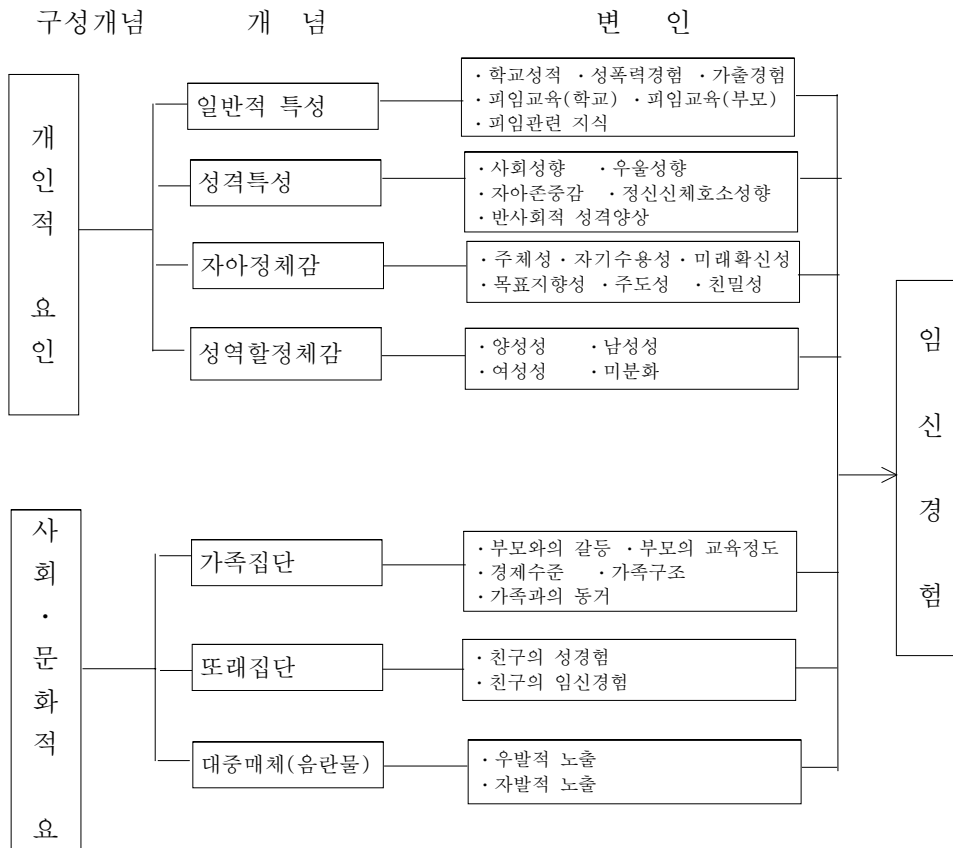 구성개념 개 념 변 인
개인적 요인
일반적 특성
· 학교성적 · 성폭력경험 · 가출경험
· 피임교육(학교) · 피임교육(부모)
· 피임관련 지식
성격특성
· 사회성향 · 우울성향
· 자아존중감 · 정신신체호소성향
· 반사회적 성격양상
자아정체감
· 주체성 · 자기수용성 · 미래확신성
· 목표지향성 · 주도성 · 친밀성
성역할정체감
· 양성성 · 남성성
· 여성성 · 미분화
사회 · 문화적 요
가족집단
· 부모와의 갈등 · 부모의 교육정도
· 경제수준 · 가족구조
· 가족과의 동거
또래집단
· 친구의 성경험
· 친구의 임신경험
대중매체(음란물)
· 우발적 노출
· 자발적 노출
임신경험